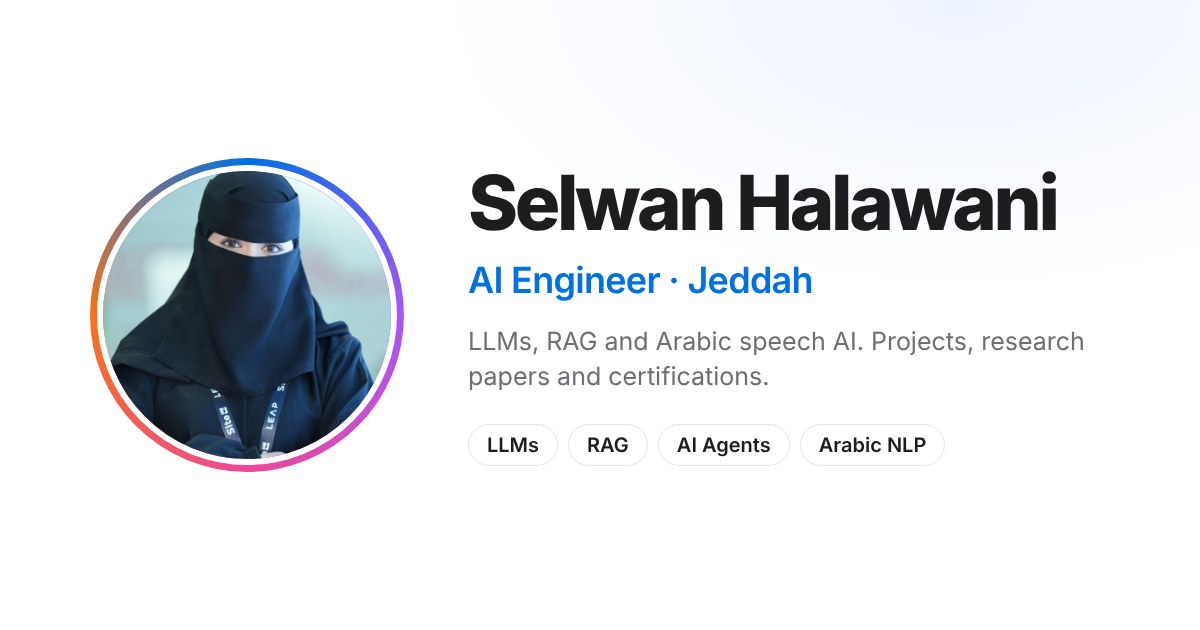 Selwan Halawani
AI Engineer · Jeddah
LLMs, RAG and Arabic speech AI. Projects, research
papers and certifications.
LLMs
RAG
AI Agents
Arabic NLP
Site
LEAP